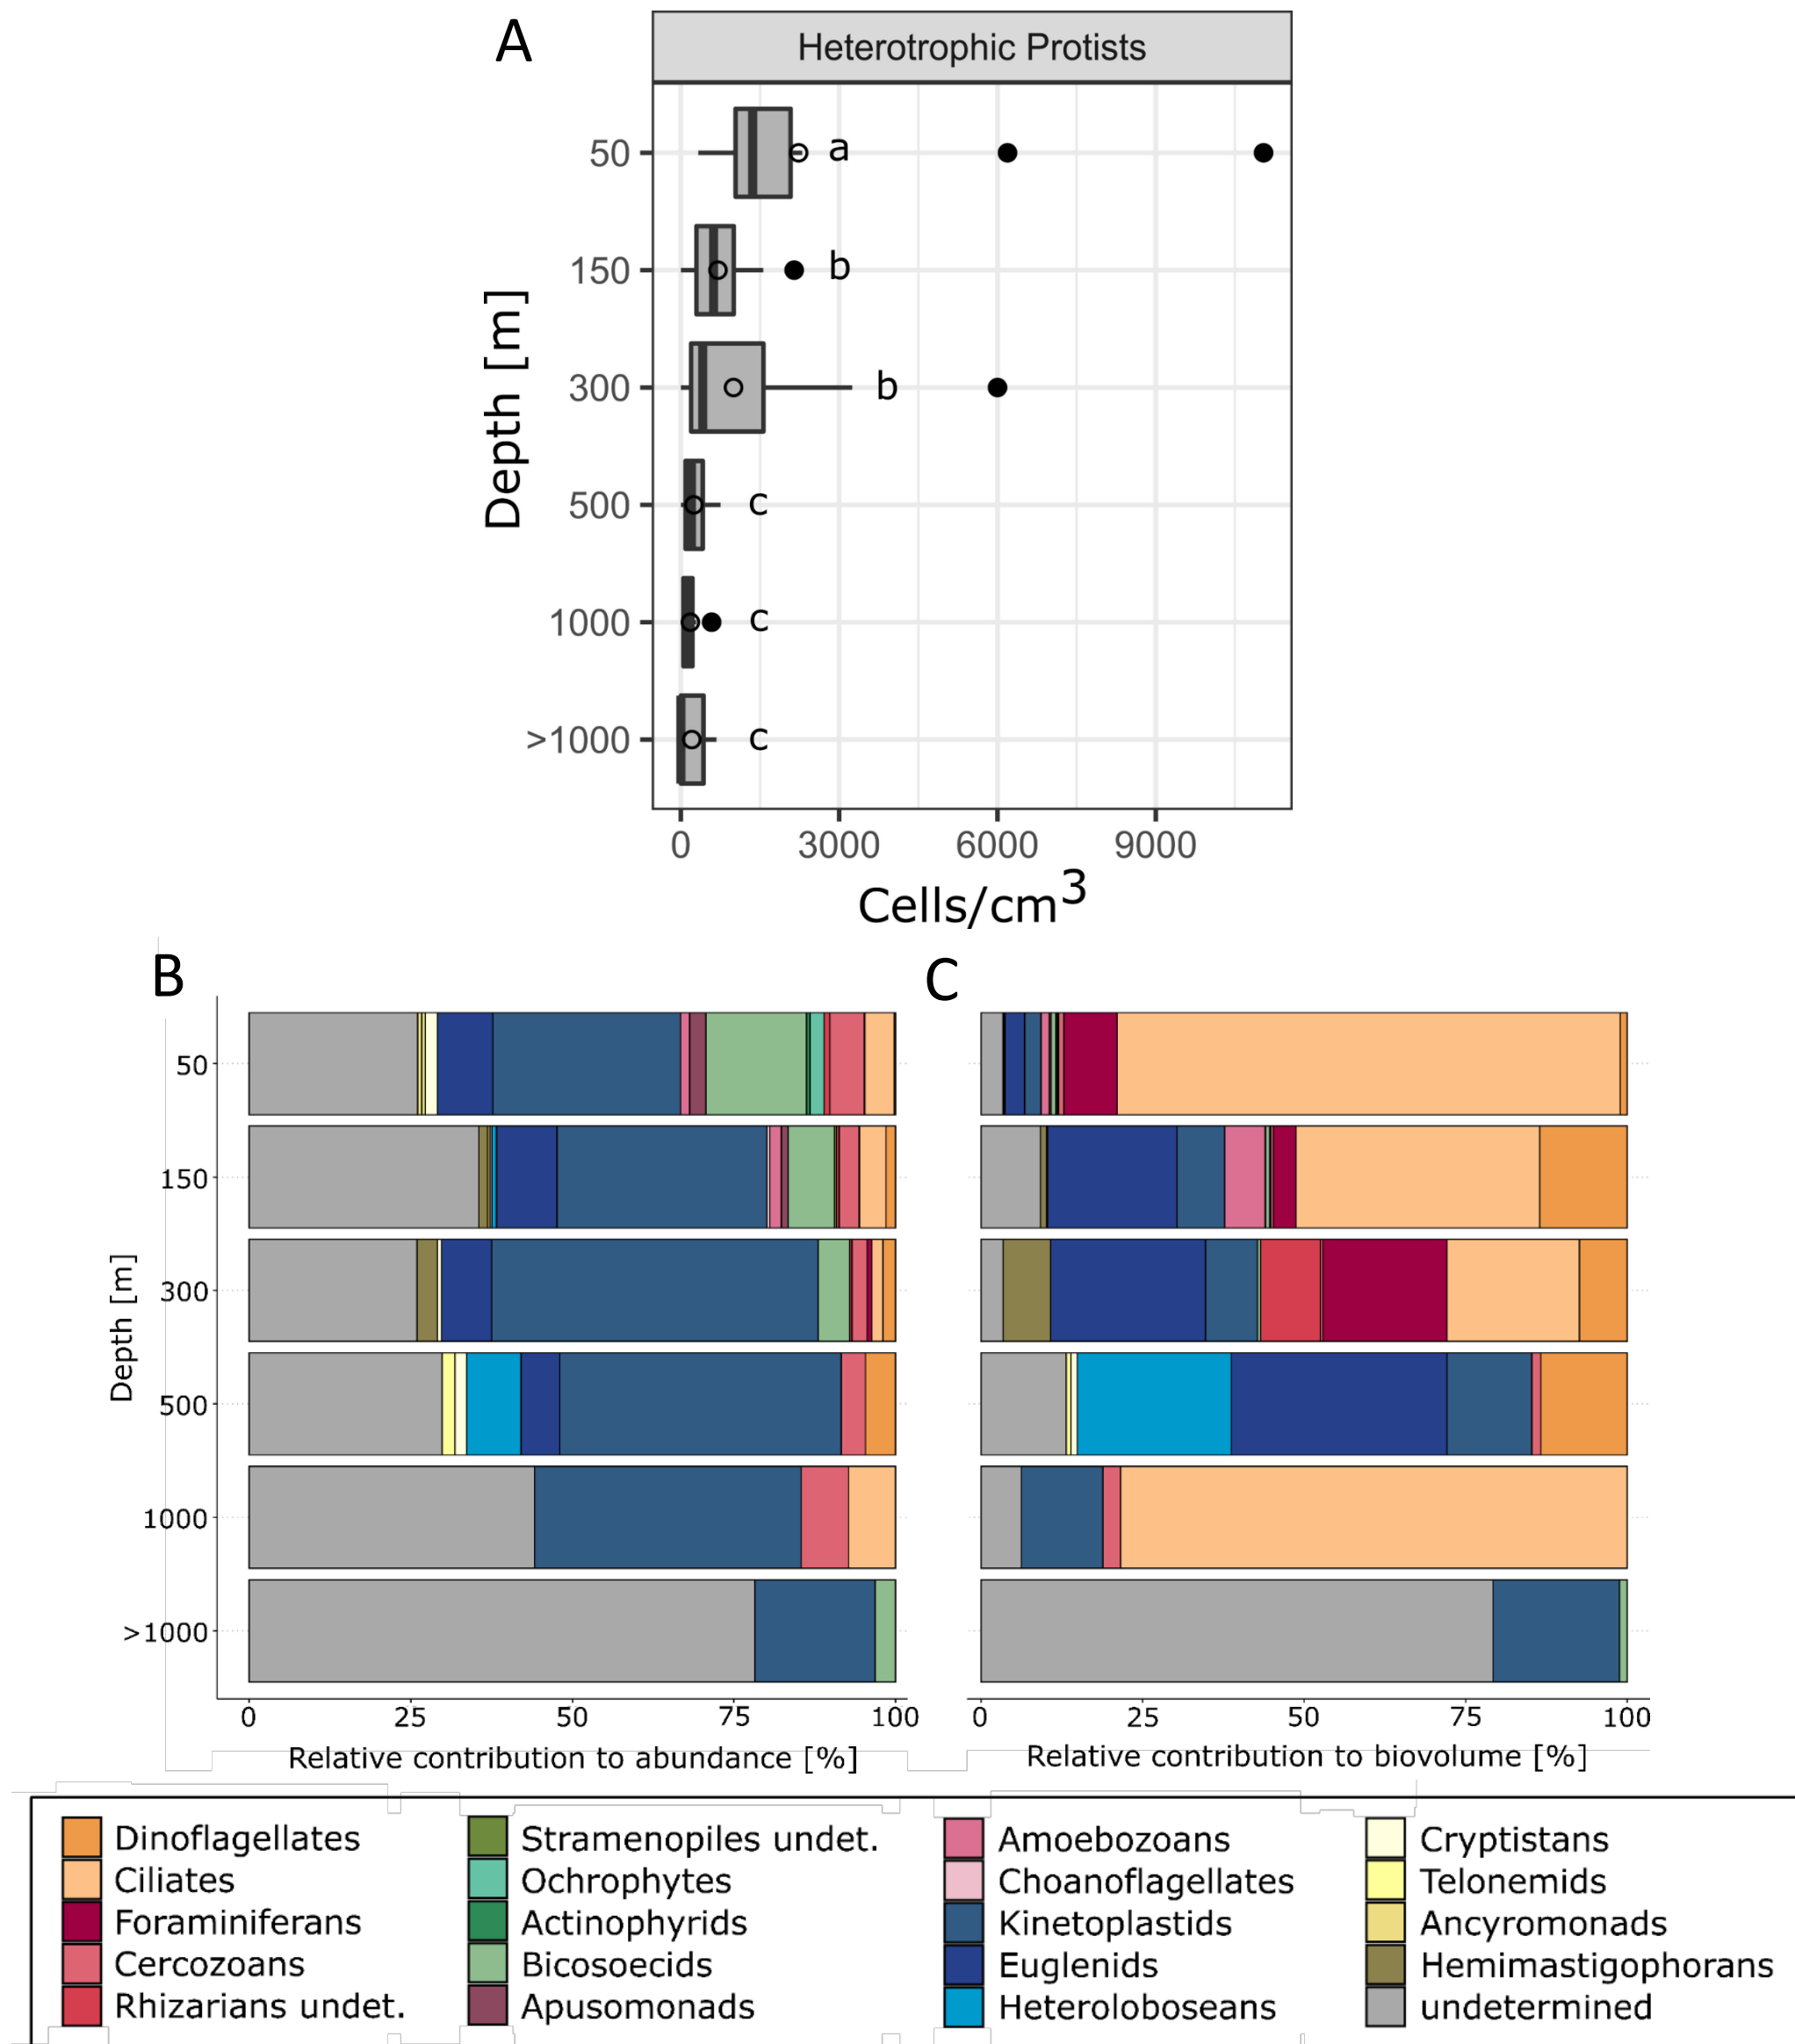 A
Heterotrophic Protists
50
150
300
500
1000
>1000
Depth [m]
a
b
b
c
c
c
0 3000 6000 9000
Cells/cm³
B
C
50
150
300
500
1000
>1000
Depth [m]
0 25 50 75 100
0 25 50 75 100
Relative contribution to abundance [%]
Relative contribution to biovolume [%]
Dinoflagellates
Ciliates
Foraminiferans
Cercozoans
Rhizarians undet.
Stramenopiles undet.
Ochrophytes
Actinophyrids
Bicosoecids
Apusomonads
Amoebozoans
Choanoflagellates
Kinetoplastids
Euglenids
Heteroloboseans
Cryptistans
Telonemids
Ancyromonads
Hemimastigophorans
undetermined